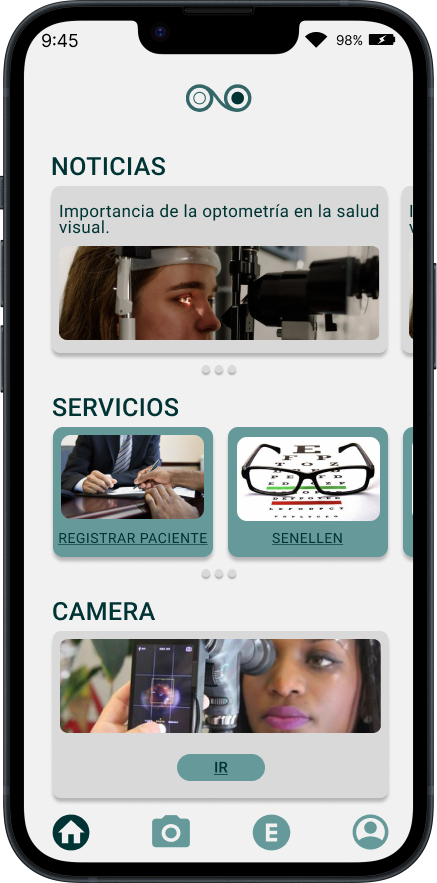 9:45
98%
NOTICIAS
Importancia de la optometría en la salud
visual.
SERVICIOS
REGISTRAR PACIENTE
SENELLEN
E
F P
T O Z
CAMERA
IR
E